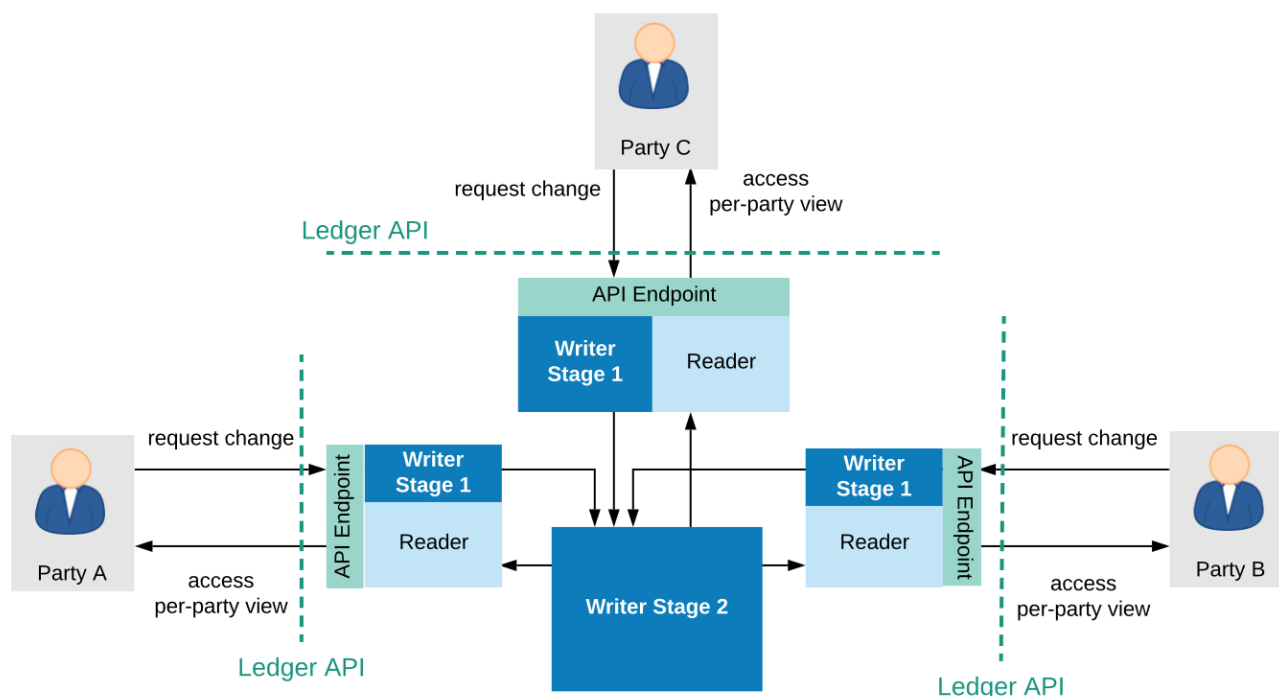 Party C
request change
access
per-party view
Ledger API
API Endpoint
Writer
Stage 1
Reader
Party A
request change
access
per-party view
Ledger API
API Endpoint
Writer
Stage 1
Reader
Writer Stage 2
Writer
Stage 1
Reader
API Endpoint
request change
access
per-party view
Party B
Ledger API